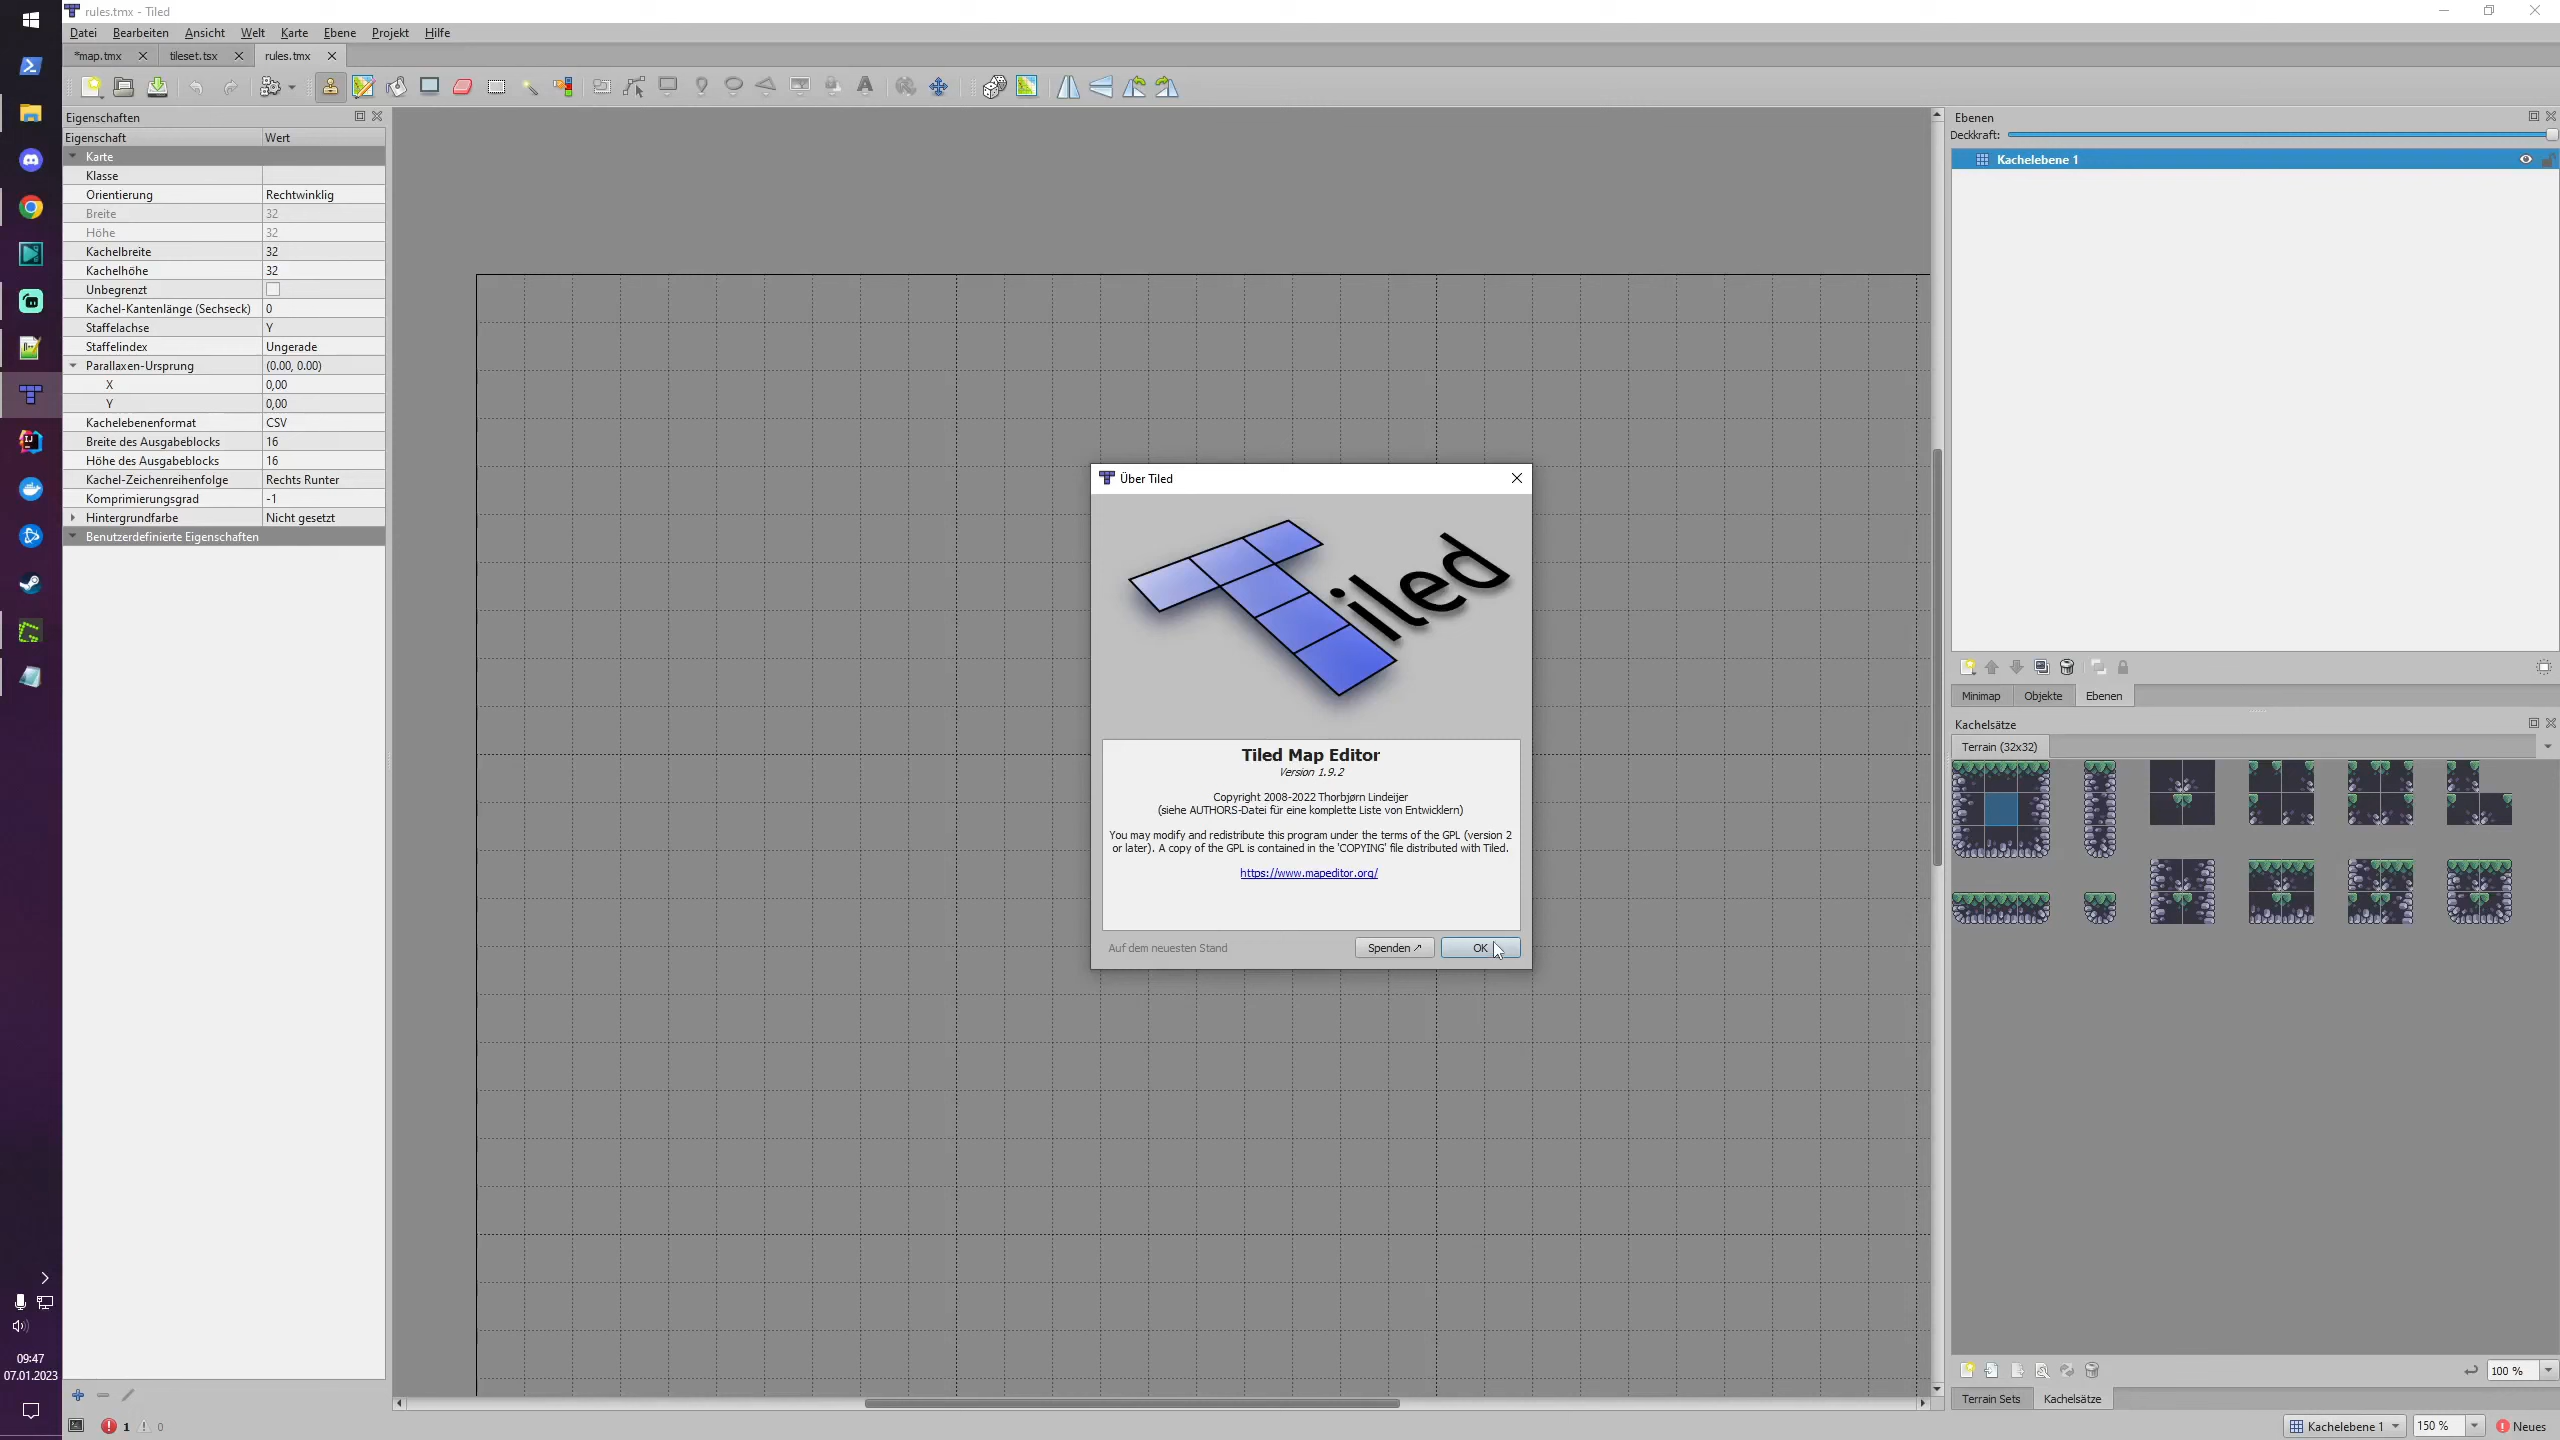 rules.tmx - Tiled
Datei Bearbeiten Ansicht Welt Karte Ebene Projekt Hilfe
*map.tmx tileset.tsx rules.tmx
Eigenschaften
Eigenschaft Wert
Karte
Klasse
Orientierung Rechtwinklig
Breite 32
Höhe 32
Kachelbreite 32
Kachelhöhe 32
Unbegrenzt
Kachel-Kantenlänge (Sechseck) 0
Staffelachse Y
Staffelindex Ungerade
Parallaxen-Ursprung (0.00, 0.00)
X 0,00
Y 0,00
Kachelebenenformat CSV
Breite des Ausgabeblocks 16
Höhe des Ausgabeblocks 16
Kachel-Zeichenreihenfolge Rechts Runter
Komprimierungsgrad -1
Hintergrundfarbe Nicht gesetzt
Benutzerdefinierte Eigenschaften
Über Tiled
Tiled
Tiled Map Editor
Version 1.9.2
Copyright 2008-2022 Thorbjørn Lindeijer
(siehe AUTHORS-Datei für eine komplette Liste von Entwicklern)
You may modify and redistribute this program under the terms of the GPL (version 2
or later). A copy of the GPL is contained in the 'COPYING' file distributed with Tiled.
https://www.mapeditor.org/
Auf dem neuesten Stand Spenden ↗ OK
Ebenen
Deckkraft:
Kachelebene 1
Minimap Objekte Ebenen
Kachelsätze
Terrain (32x32)
100 %
Terrain Sets Kachelsätze
09:47
07.01.2023
1 0
Kachelebene 1 150 % Neues